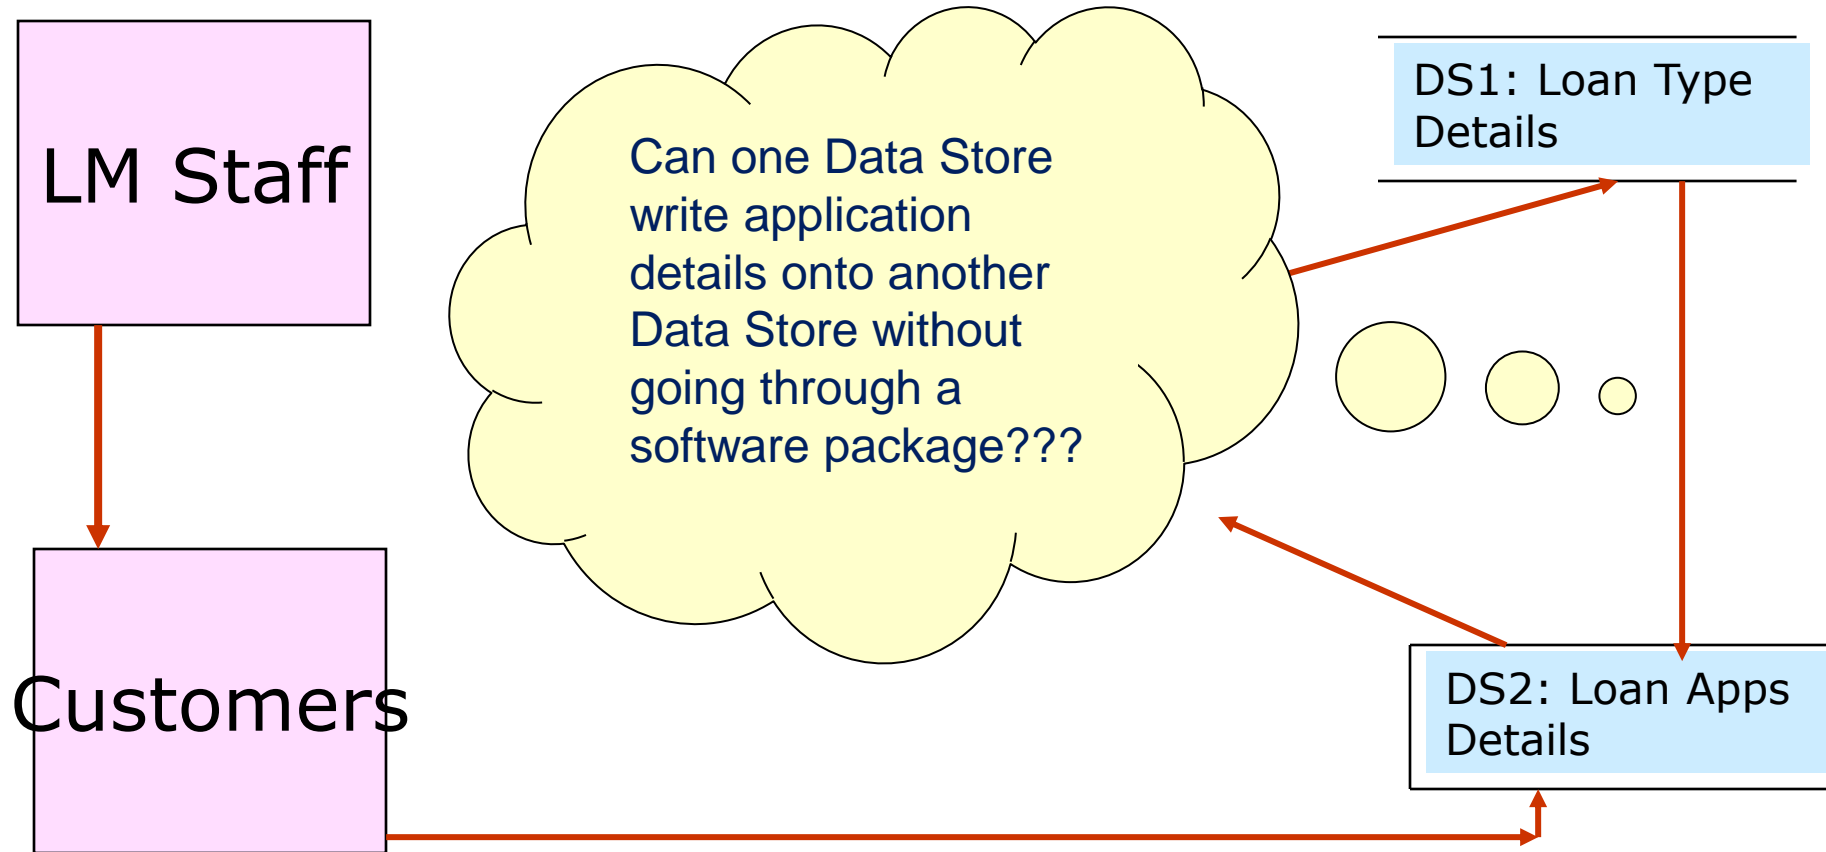 LM Staff
Can one Data Store
write application
details onto another
Data Store without
going through a
software package???
DS1: Loan Type
Details
Customers
DS2: Loan Apps
Details